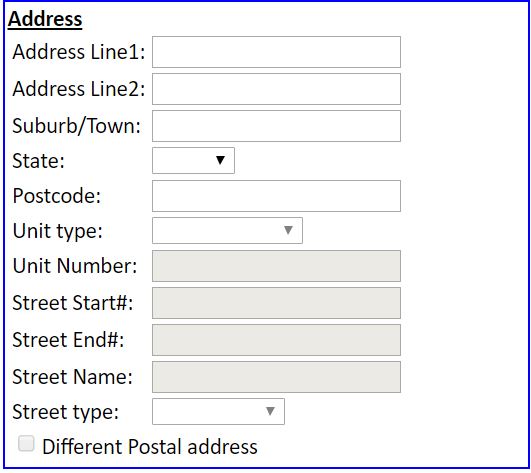 Address
Address Line1:
Address Line2:
Suburb/Town:
State:
Postcode:
Unit type:
Unit Number:
Street Start#:
Street End#:
Street Name:
Street type:
Different Postal address